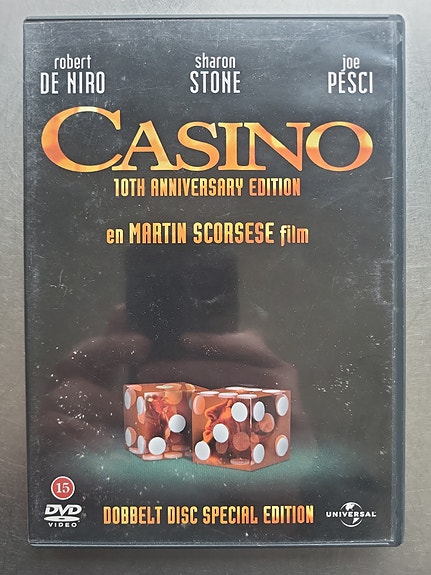 robert
DE NIRO
sharon
STONE
joe
PESCI
CASINO
10TH ANNIVERSARY EDITION
en MARTIN SCORSESE film
15
DVD
VIDEO
DOBBELT DISC SPECIAL EDITION
UNIVERSAL